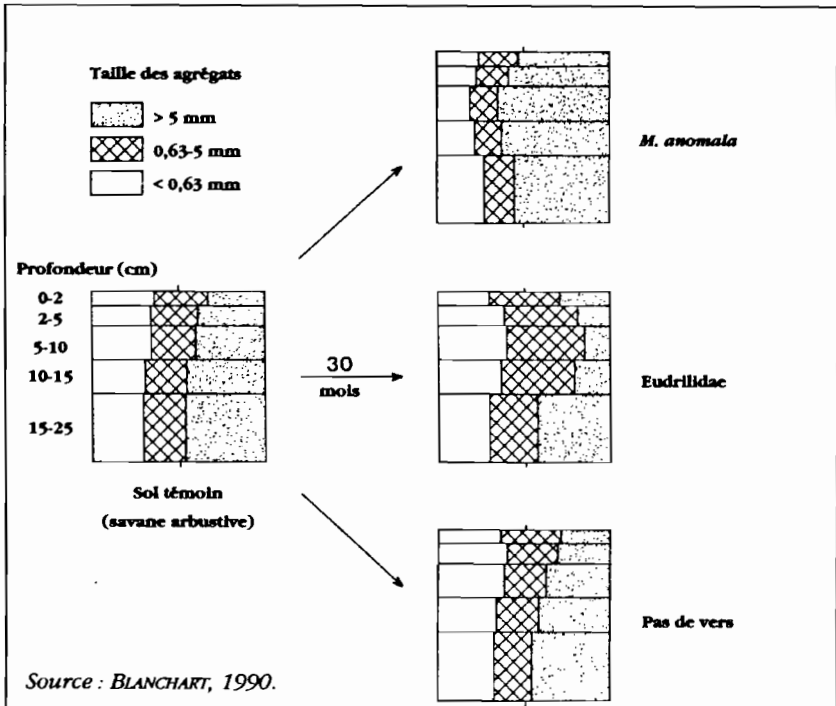 Taille des agrégats
> 5 mm
0,63-5 mm
< 0,63 mm
M. anomala
Profondeur (cm)
0-2
2-5
5-10
10-15
15-25
30
mois
Eudrilidae
Sol témoin
(savane arbustive)
Pas de vers
Source : BLANCHART, 1990.